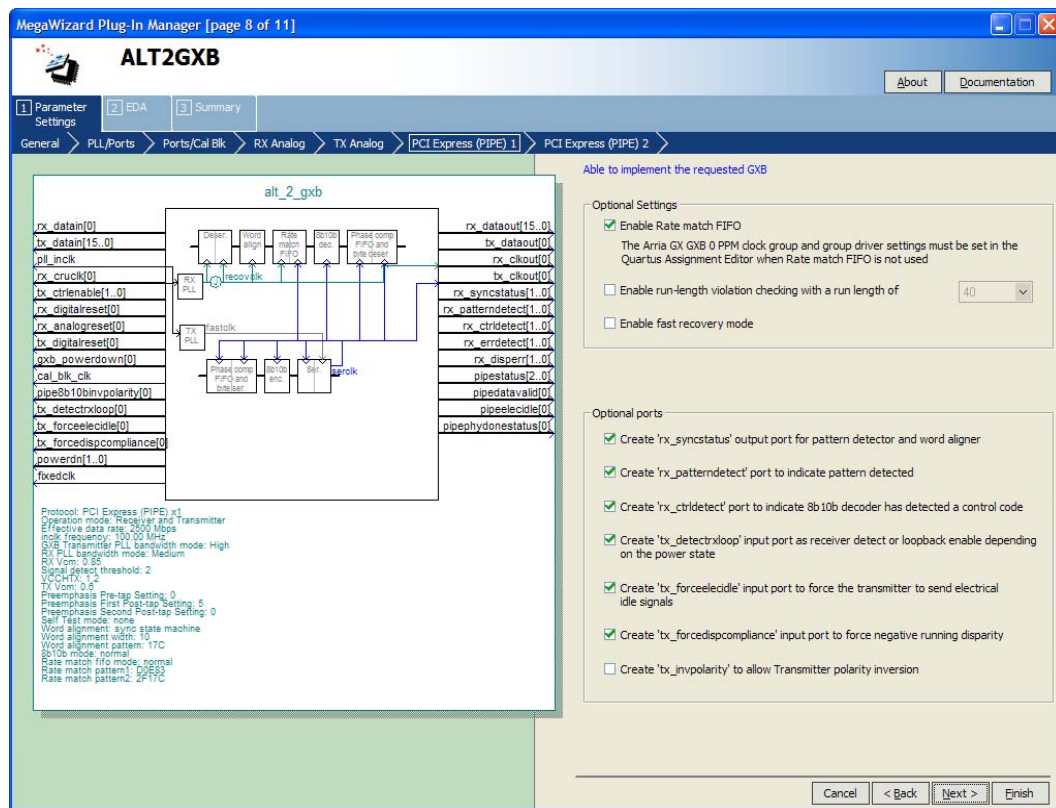 MegaWizard Plug-In Manager [page 8 of 11]
ALT2GXB
About
Documentation
1 Parameter Settings
2 EDA
3 Summary
General
PLL/Ports
Ports/Cal Blk
RX Analog
TX Analog
PCI Express (PIPE) 1
PCI Express (PIPE) 2
alt_2_gxb
rx_datain[0]
tx_datain[15..0]
pll_inclk
rx_cruclk[0]
tx_ctrlenable[1..0]
rx_digitalreset[0]
rx_analogreset[0]
tx_digitalreset[0]
gxb_powerdown[0]
cal_blk_clk
pipe8b10binvpolarity[0]
tx_detectrxloop[0]
tx_forceelecidle[0]
tx_forcedispcompliance[0]
powerdn[1..0]
fixedclk
Deser.
Word align
Rate match FIFO
8b10b dec.
Phase comp FIFO and byte deser.
RX PLL
recovclk
TX PLL
fastclk
Phase comp FIFO and byte ser.
8b10b enc.
Ser.
serclk
rx_dataout[15..0]
tx_dataout[0]
rx_clkout[0]
tx_clkout[0]
rx_syncstatus[1..0]
rx_patterndetect[1..0]
rx_ctrldetect[1..0]
rx_errdetect[1..0]
rx_disperr[1..0]
pipestatus[2..0]
pipedatavalid[0]
pipeelecidle[0]
pipephydonestatus[0]
Protocol: PCI Express (PIPE) x1
Operation mode: Receiver and Transmitter
Effective data rate: 2500 Mbps
inclk frequency: 100.00 MHz
GXB Transmitter PLL bandwidth mode: High
RX PLL bandwidth mode: Medium
RX Vcm: 0.85
Signal detect threshold: 2
VCCHTX: 1.2
TX Vcm: 0.6
Preemphasis Pre-tap Setting: 0
Preemphasis First Post-tap Setting: 5
Preemphasis Second Post-tap Setting: 0
Self Test mode: none
Word alignment: sync state machine
Word alignment width: 10
Word alignment pattern: 17C
8b10b mode: normal
Rate match fifo mode: normal
Rate match pattern1: D0E83
Rate match pattern2: 2F17C
Able to implement the requested GXB
Optional Settings
Enable Rate match FIFO
The Arria GX GXB 0 PPM clock group and group driver settings must be set in the
Quartus Assignment Editor when Rate match FIFO is not used
Enable run-length violation checking with a run length of
40
Enable fast recovery mode
Optional ports
Create 'rx_syncstatus' output port for pattern detector and word aligner
Create 'rx_patterndetect' port to indicate pattern detected
Create 'rx_ctrldetect' port to indicate 8b10b decoder has detected a control code
Create 'tx_detectrxloop' input port as receiver detect or loopback enable depending
on the power state
Create 'tx_forceelecidle' input port to force the transmitter to send electrical
idle signals
Create 'tx_forcedispcompliance' input port to force negative running disparity
Create 'tx_invpolarity' to allow Transmitter polarity inversion
Cancel
< Back
Next >
Finish